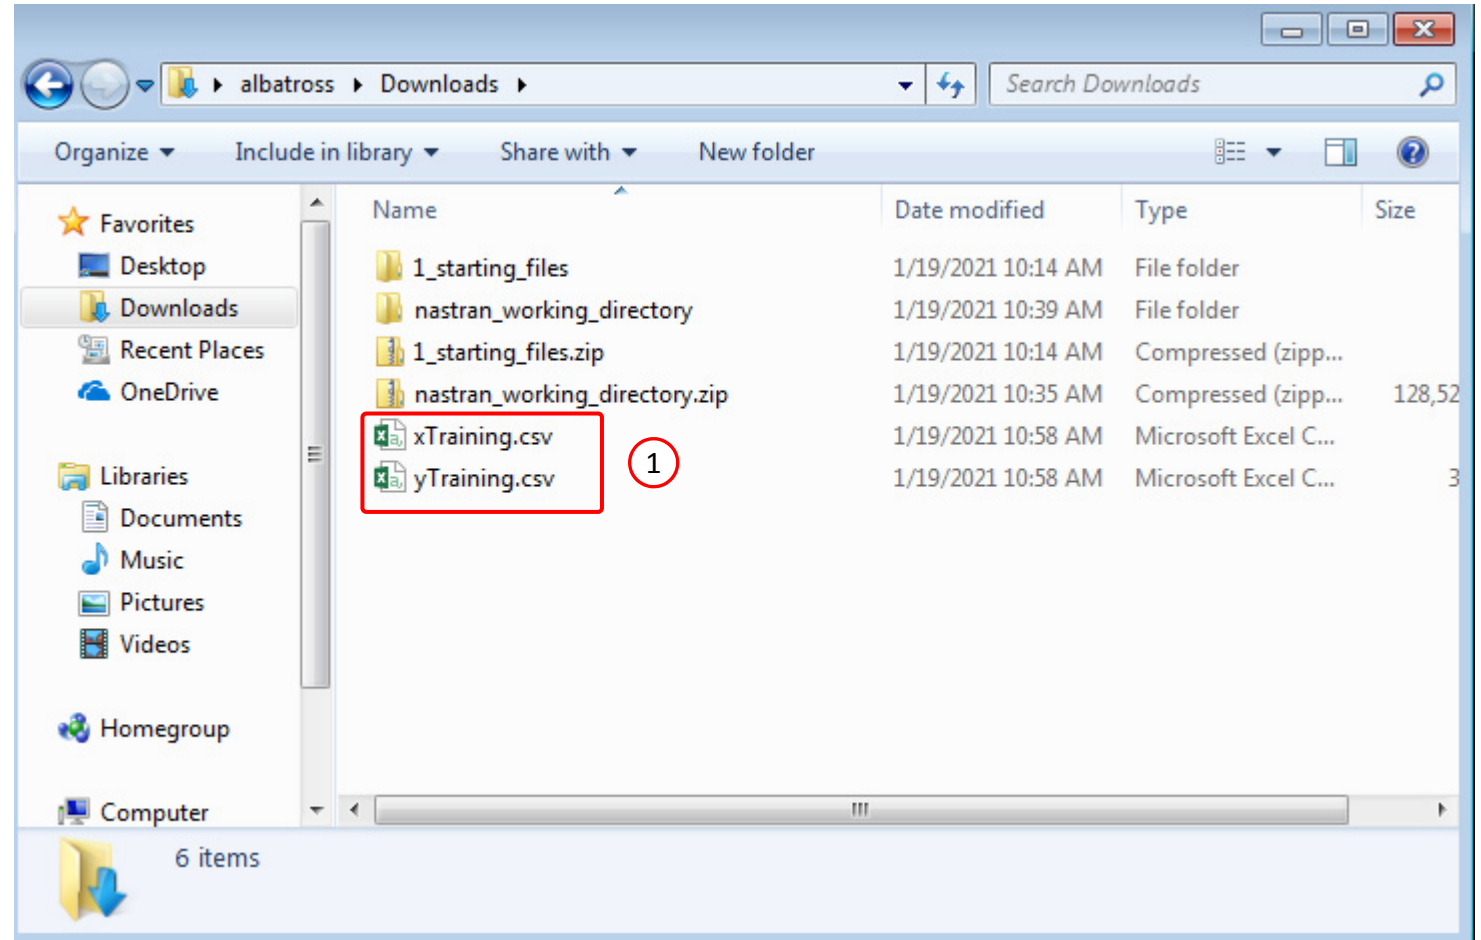 albatross Downloads Search Downloads
Organize Include in library Share with New folder
Name Date modified Type Size
Favorites
Desktop
Downloads
Recent Places
OneDrive
Libraries
Documents
Music
Pictures
Videos
Homegroup
Computer
1_starting_files 1/19/2021 10:14 AM File folder
nastran_working_directory 1/19/2021 10:39 AM File folder
1_starting_files.zip 1/19/2021 10:14 AM Compressed (zipp...
nastran_working_directory.zip 1/19/2021 10:35 AM Compressed (zipp... 128,52
xTraining.csv 1/19/2021 10:58 AM Microsoft Excel C...
yTraining.csv 1/19/2021 10:58 AM Microsoft Excel C... 3
1
6 items